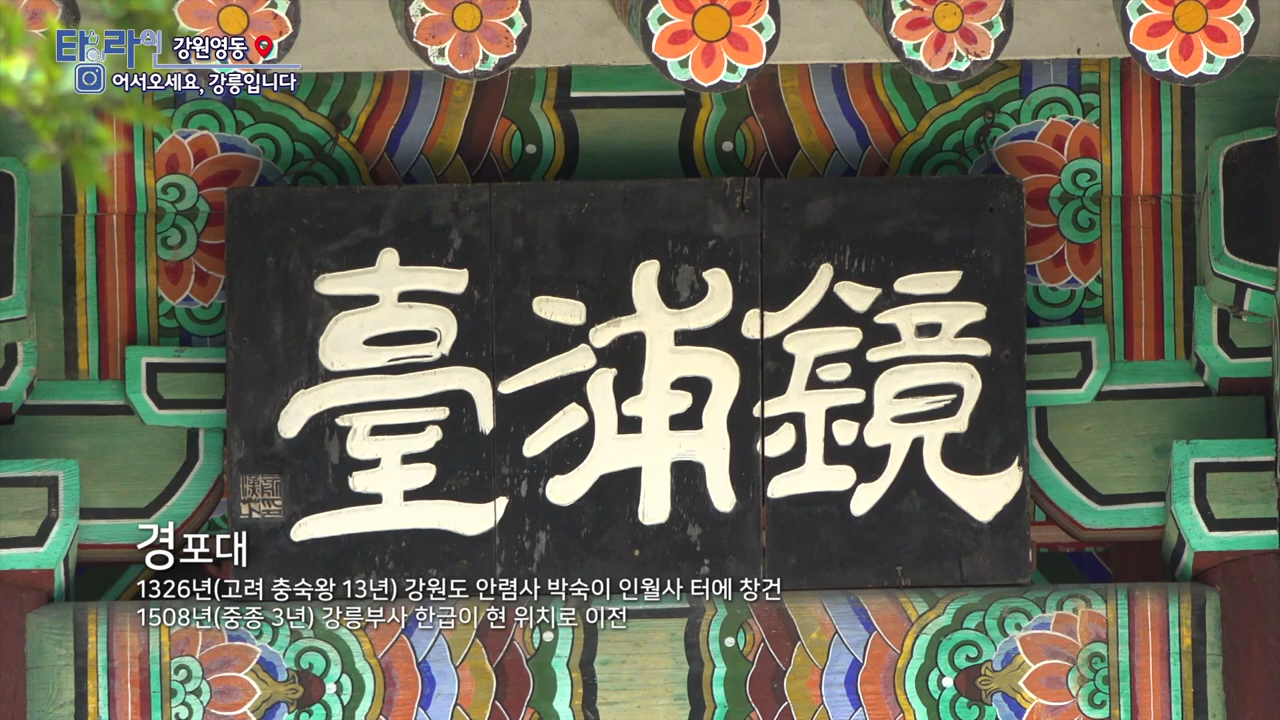 타라이 강원영동
어서오세요, 강릉입니다
臺浦鏡
경포대
1326년(고려 충숙왕 13년) 강원도 안렴사 박숙이 인월사 터에 창건
1508년(중종 3년) 강릉부사 한급이 현 위치로 이전